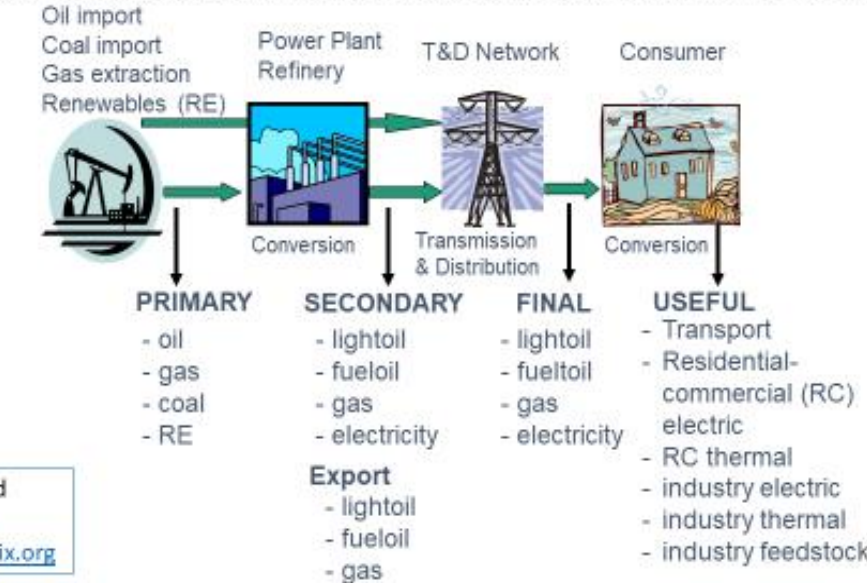 Oil import
Coal import
Gas extraction
Renewables (RE)
Power Plant
Refinery
T&D Network
Consumer
Conversion
Transmission
& Distribution
Conversion
PRIMARY
- oil
- gas
- coal
- RE
SECONDARY
- lightoil
- fueloil
- gas
- electricity
Export
- lightoil
- fueloil
- gas
FINAL
- lightoil
- fueltoil
- gas
- electricity
USEFUL
- Transport
- Residential-
commercial (RC)
electric
- RC thermal
- industry electric
- industry thermal
- industry feedstock
ix.org